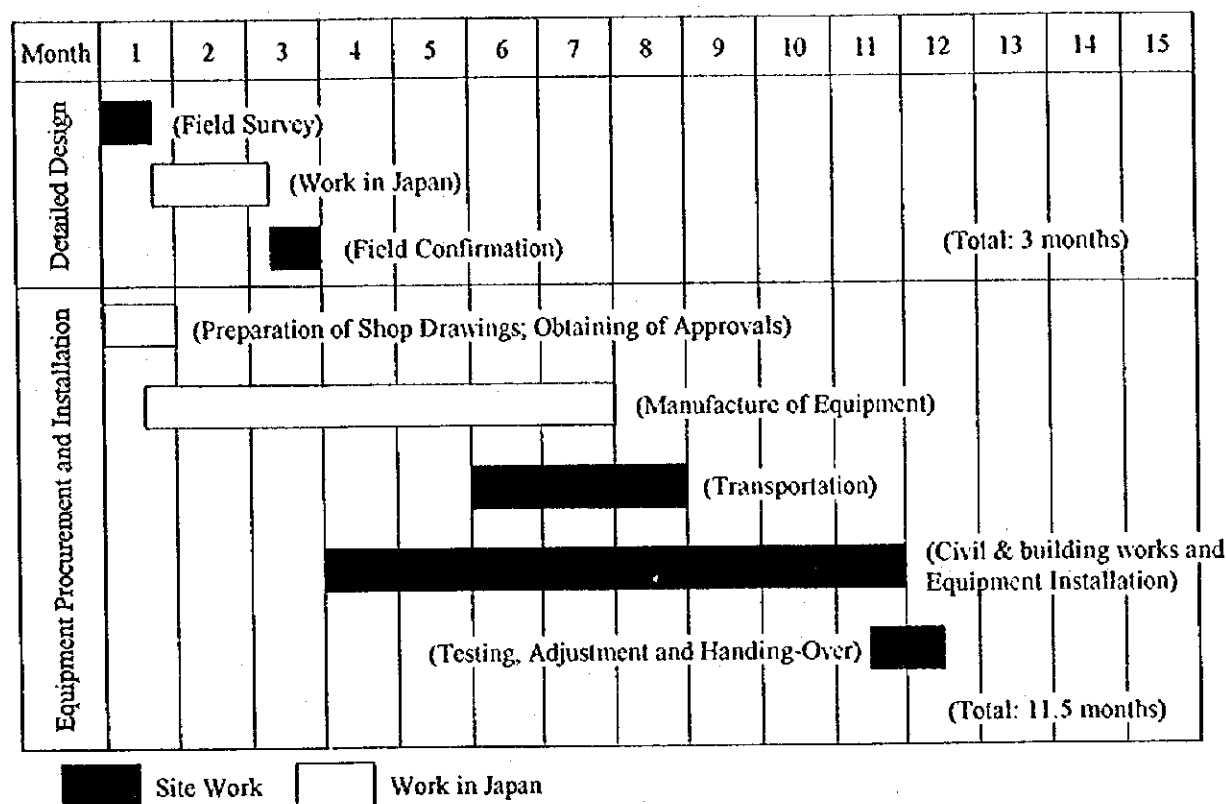 Month 1 2 3 4 5 6 7 8 9 10 11 12 13 14 15
Detailed Design
(Field Survey)
(Work in Japan)
(Field Confirmation)
(Total: 3 months)
Equipment Procurement and Installation
(Preparation of Shop Drawings; Obtaining of Approvals)
(Manufacture of Equipment)
(Transportation)
(Civil & building works and
Equipment Installation)
(Testing, Adjustment and Handing-Over)
(Total: 11.5 months)
Site Work Work in Japan